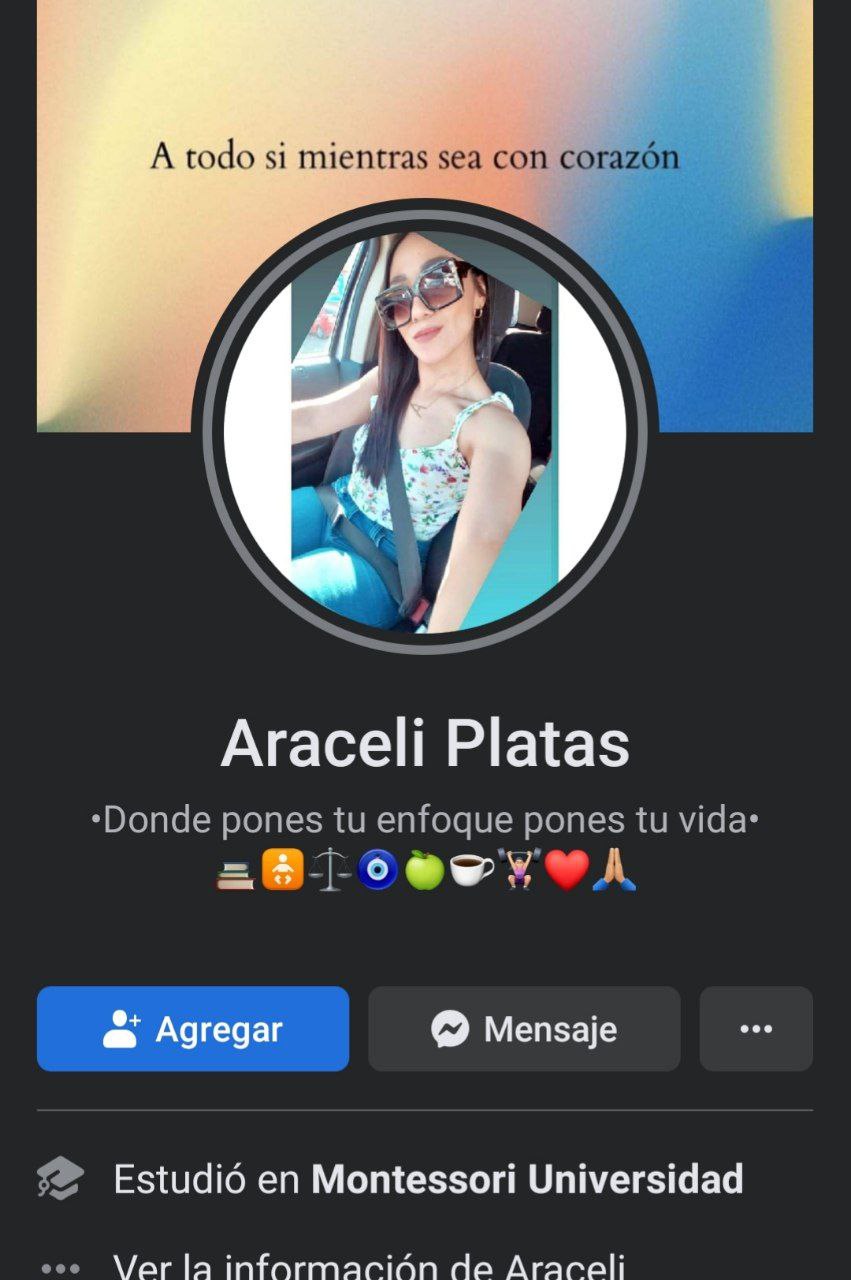 A todo si mientras sea con corazón
Araceli Platas
•Donde pones tu enfoque pones tu vida•
📚🚼⚖️🧿🍏☕🏋🏼‍♀️❤️🙏🏽
Agregar
Mensaje
Estudió en Montessori Universidad
Ver la información de Araceli